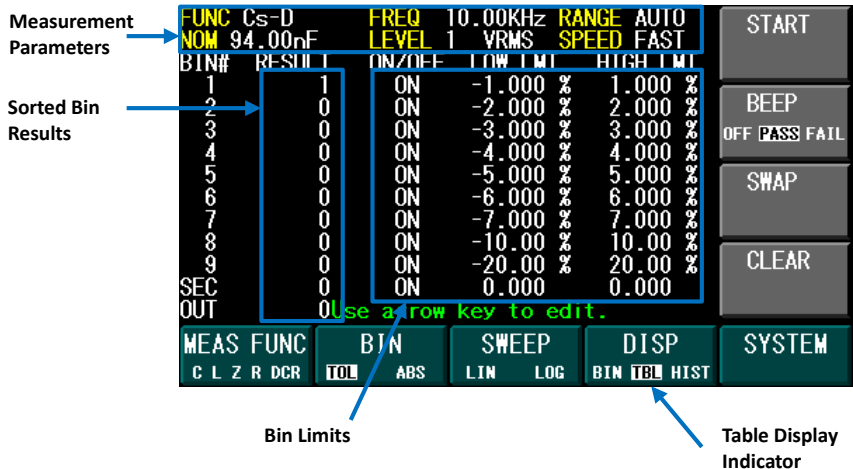 Measurement Parameters
FUNC Cs-D FREQ 10.00KHz RANGE AUTO
NOM 94.00nF LEVEL 1 VRMS SPEED FAST
START
BIN# RESULT ON/OFF LOW LMT HIGH LMT
1 1 ON -1.000 % 1.000 %
2 0 ON -2.000 % 2.000 %
3 0 ON -3.000 % 3.000 %
4 0 ON -4.000 % 4.000 %
5 0 ON -5.000 % 5.000 %
6 0 ON -6.000 % 6.000 %
7 0 ON -7.000 % 7.000 %
8 0 ON -10.00 % 10.00 %
9 0 ON -20.00 % 20.00 %
SEC 0 ON 0.000 0.000
OUT 0 Use arrow key to edit.
Sorted Bin Results
BEEP
OFF PASS FAIL
SWAP
CLEAR
MEAS FUNC BIN SWEEP DISP SYSTEM
C L Z R DCR TOL ABS LIN LOG BIN TBL HIST
Bin Limits
Table Display Indicator